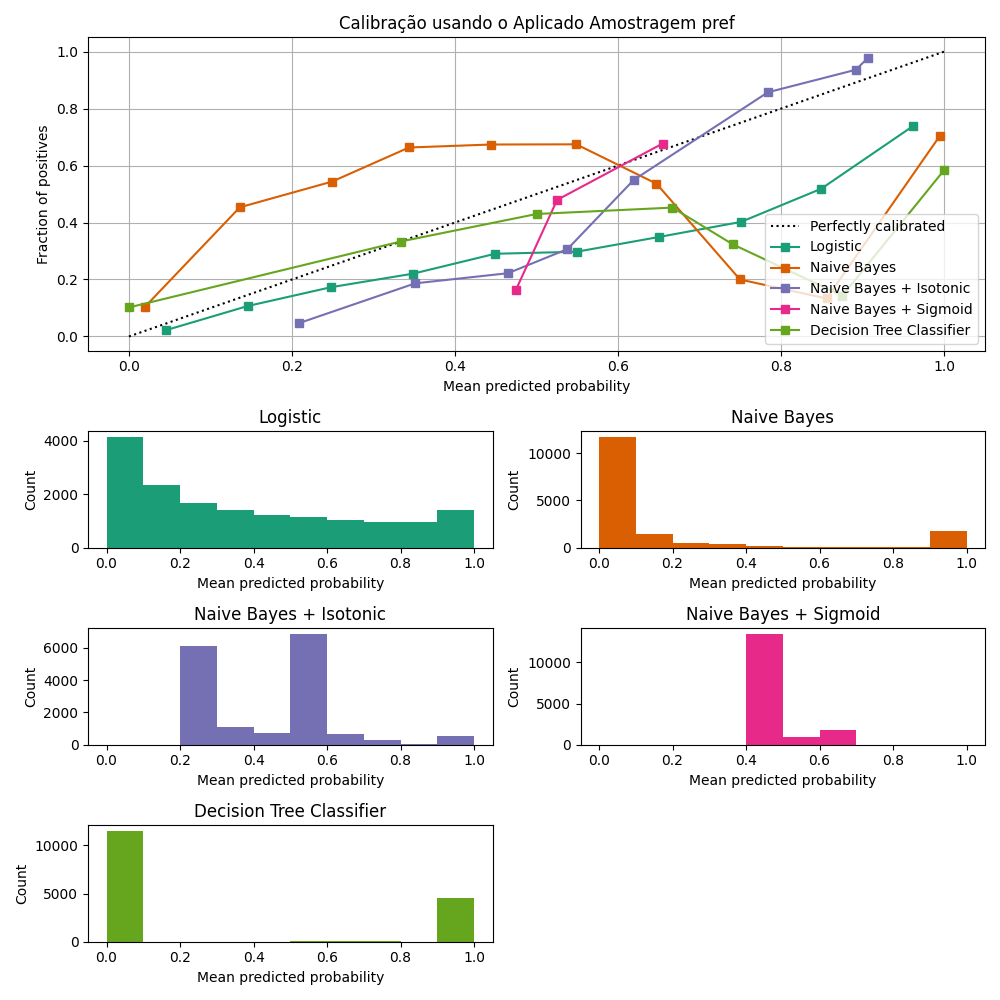 Calibração usando o Aplicado Amostragem pref
Fraction of positives
1.0
0.8
0.6
0.4
0.2
0.0
0.0 0.2 0.4 0.6 0.8 1.0
Mean predicted probability
Perfectly calibrated
Logistic
Naive Bayes
Naive Bayes + Isotonic
Naive Bayes + Sigmoid
Decision Tree Classifier
Logistic
Count
4000
2000
0
0.0 0.2 0.4 0.6 0.8 1.0
Mean predicted probability
Naive Bayes
Count
10000
5000
0
0.0 0.2 0.4 0.6 0.8 1.0
Mean predicted probability
Naive Bayes + Isotonic
Count
6000
4000
2000
0
0.0 0.2 0.4 0.6 0.8 1.0
Mean predicted probability
Naive Bayes + Sigmoid
Count
10000
5000
0
0.0 0.2 0.4 0.6 0.8 1.0
Mean predicted probability
Decision Tree Classifier
Count
10000
5000
0
0.0 0.2 0.4 0.6 0.8 1.0
Mean predicted probability